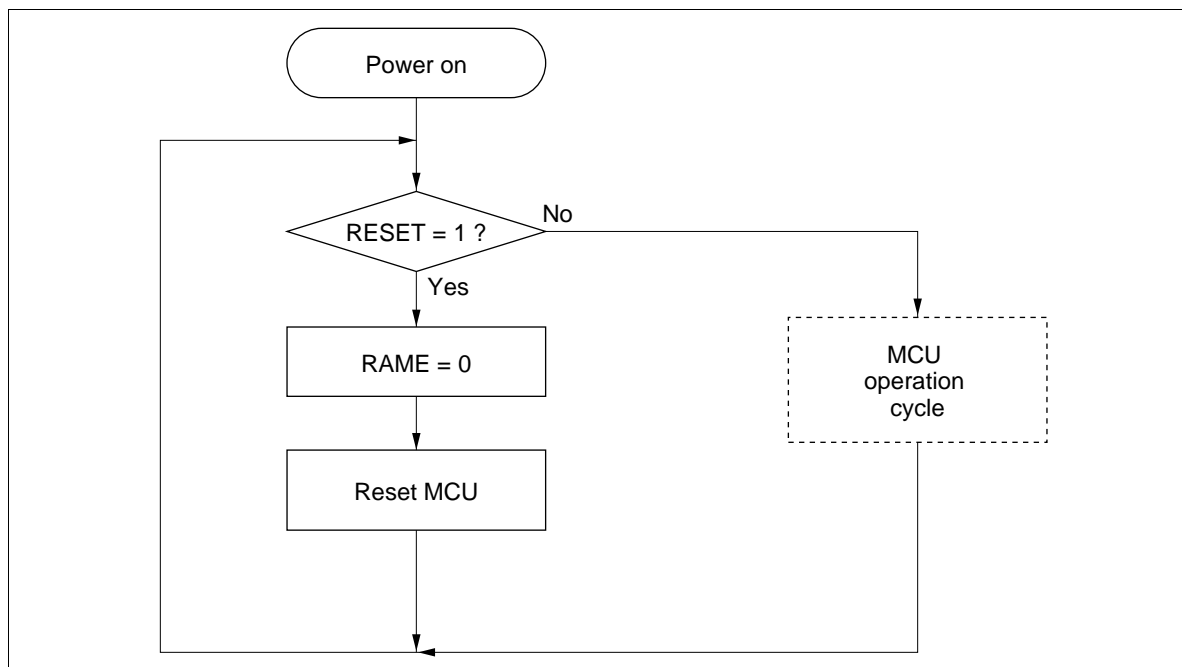 Power on
RESET = 1 ?
No
Yes
RAME = 0
MCU
operation
cycle
Reset MCU